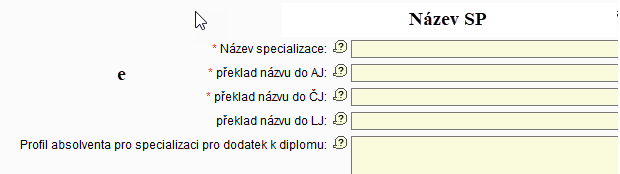 Název SP
* Název specializace:
e
* překlad názvu do AJ:
* překlad názvu do ČJ:
překlad názvu do LJ:
Profil absolventa pro specializaci pro dodatek k diplomu: